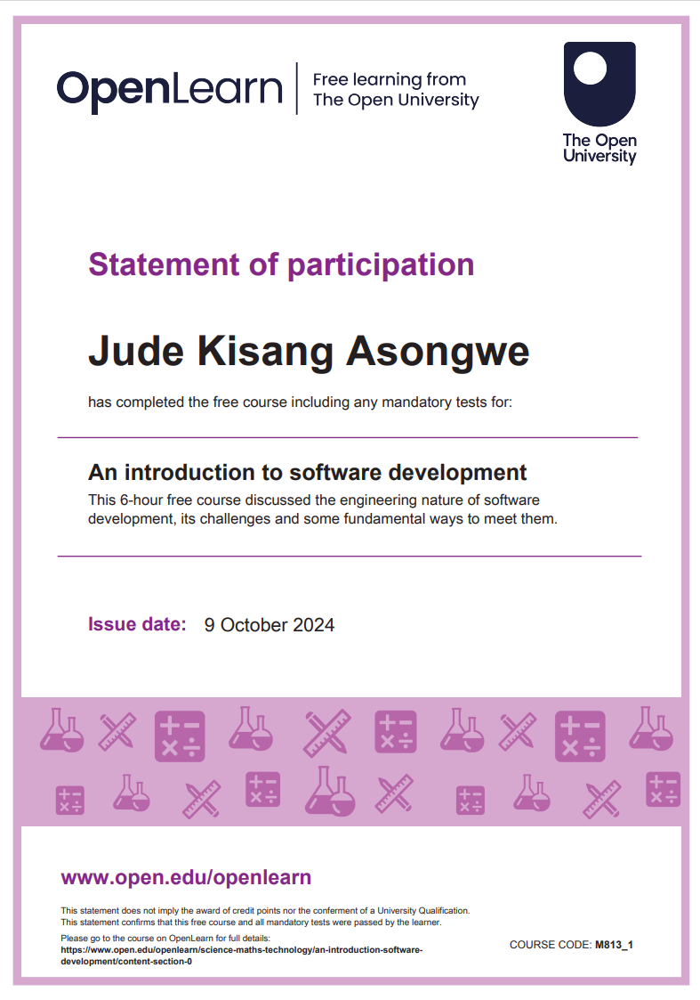 OpenLearn
Free learning from
The Open University
The Open
University
Statement of participation
Jude Kisang Asongwe
has completed the free course including any mandatory tests for:
An introduction to software development
This 6-hour free course discussed the engineering nature of software
development, its challenges and some fundamental ways to meet them.
Issue date: 9 October 2024
www.open.edu/openlearn
This statement does not imply the award of credit points nor the conferment of a University Qualification.
This statement confirms that this free course and all mandatory tests were passed by the learner.
Please go to the course on OpenLearn for full details:
https://www.open.edu/openlearn/science-maths-technology/an-introduction-software-
development/content-section-0
COURSE CODE: M813_1